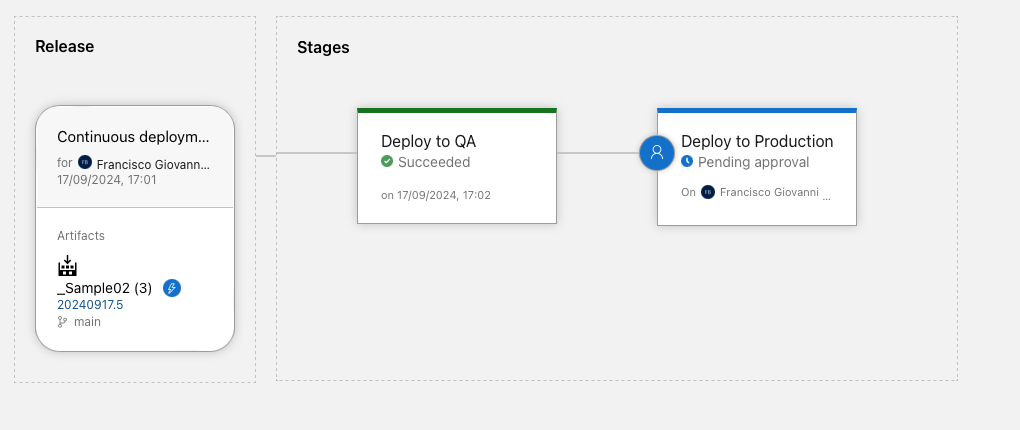 Release
Continuous deploym...
for FB Francisco Giovann...
17/09/2024, 17:01
Artifacts
_Sample02 (3)
20240917.5
main
Stages
Deploy to QA
Succeeded
on 17/09/2024, 17:02
Deploy to Production
Pending approval
On FB Francisco Giovanni ...